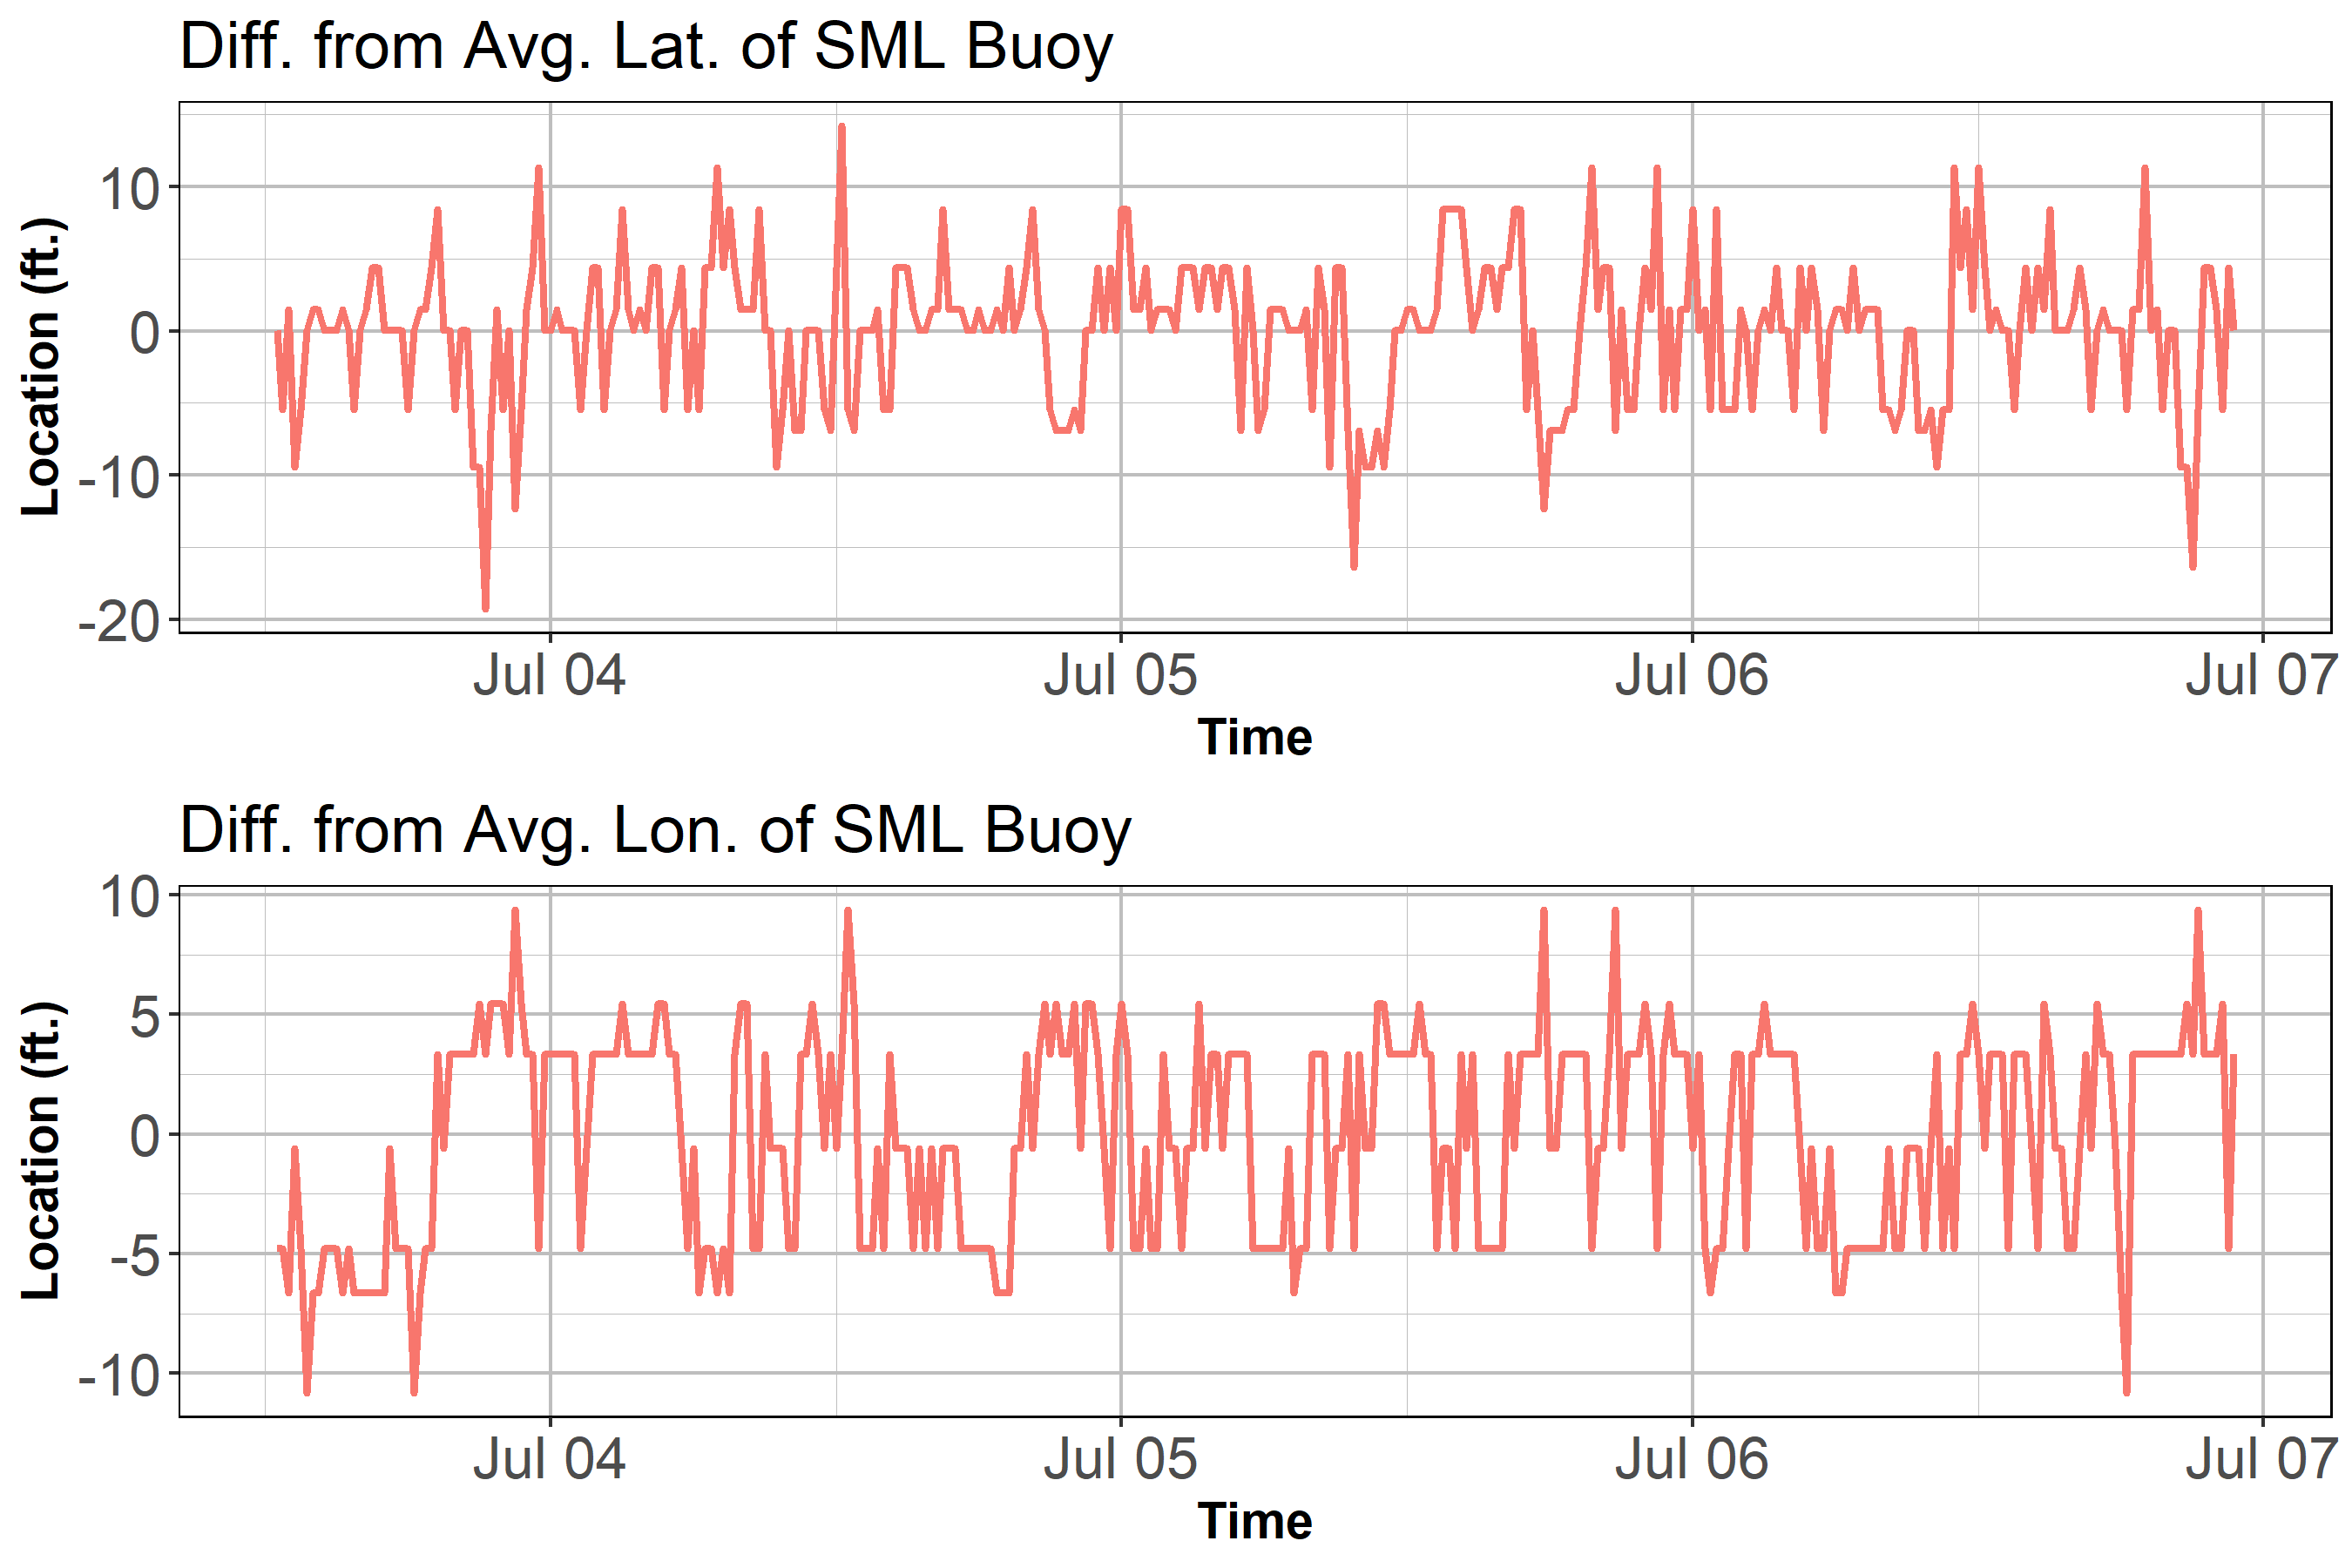 Diff. from Avg. Lat. of SML Buoy
Location (ft.)
10
0
-10
-20
Jul 04 Jul 05 Jul 06 Jul 07
Time
Diff. from Avg. Lon. of SML Buoy
Location (ft.)
10
5
0
-5
-10
Jul 04 Jul 05 Jul 06 Jul 07
Time